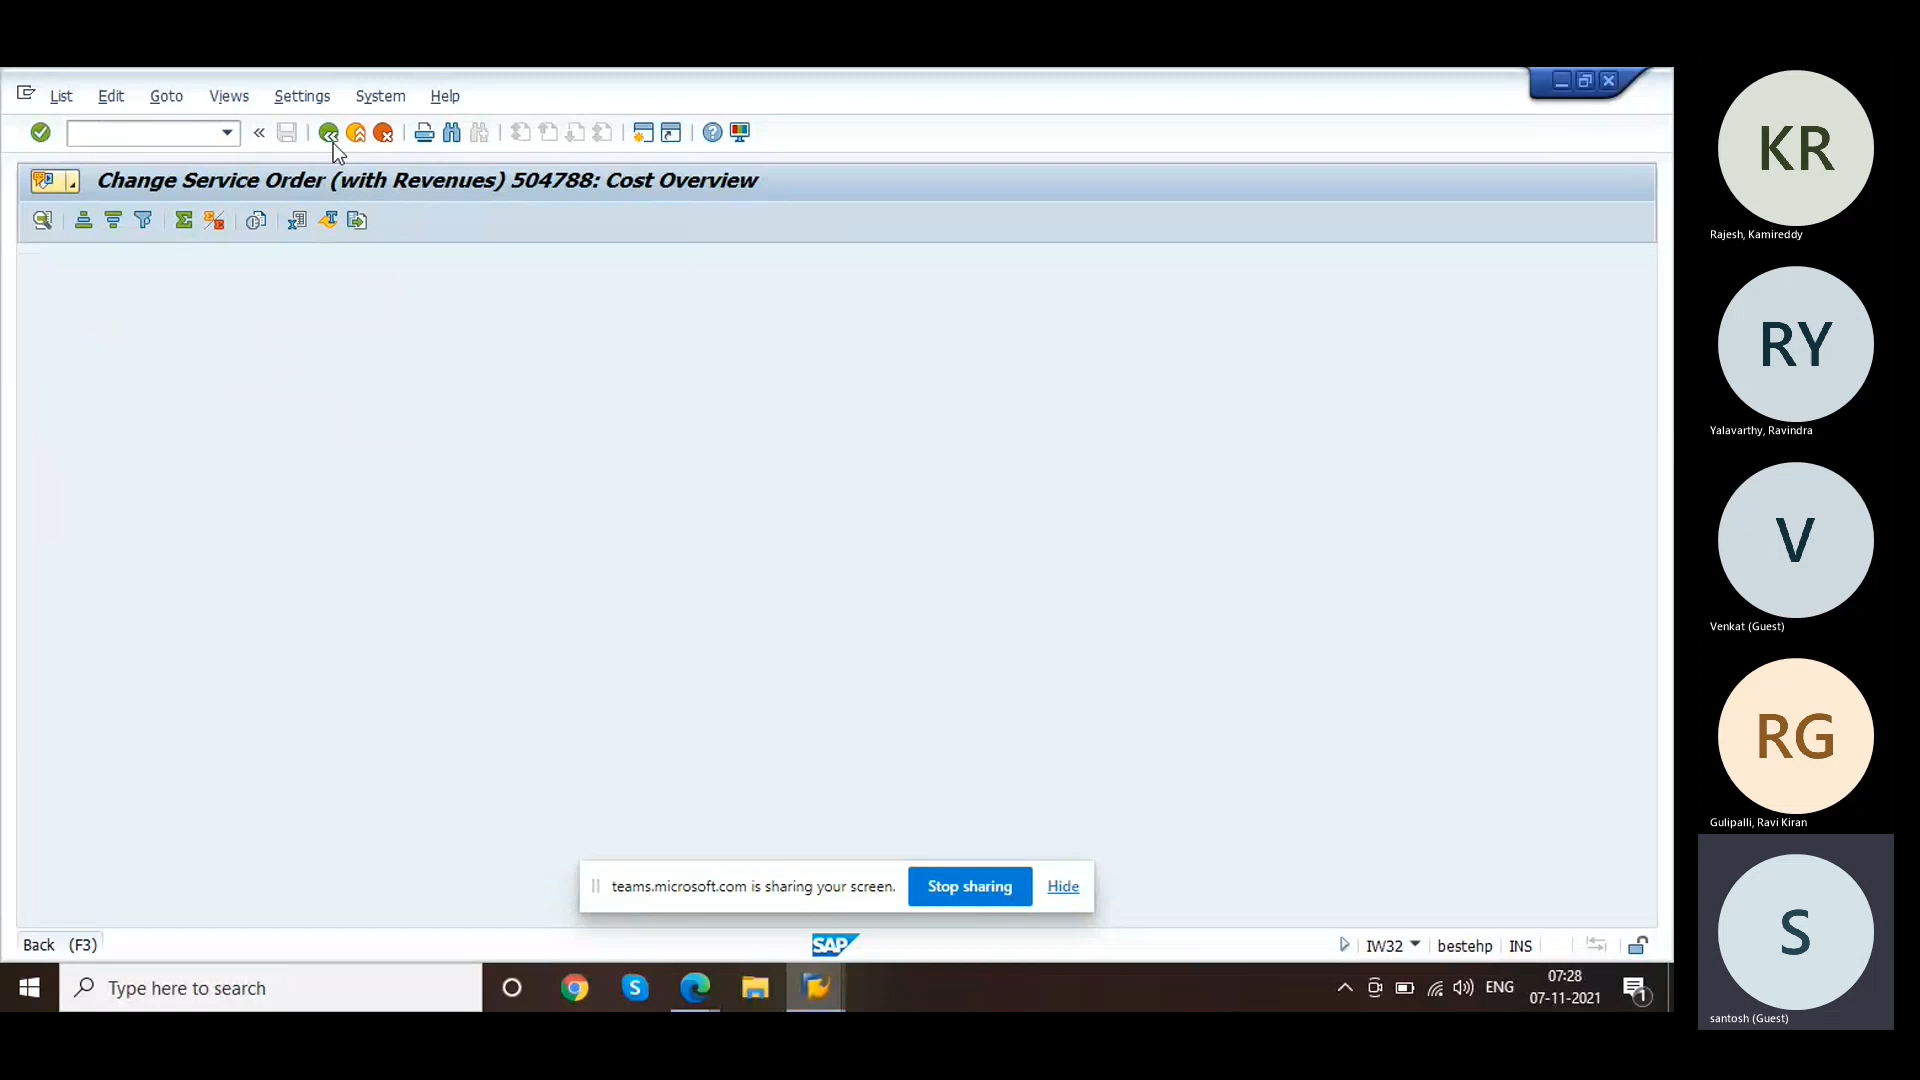 List Edit Goto Views Settings System Help
Change Service Order (with Revenues) 504788: Cost Overview
teams.microsoft.com is sharing your screen. Stop sharing Hide
Back (F3)
SAP
IW32 bestehp INS
Type here to search
S
ENG
07:28
07-11-2021
1
KR
Rajesh, Kamireddy
RY
Yalavarthy, Ravindra
V
Venkat (Guest)
RG
Gulipalli, Ravi Kiran
S
santosh (Guest)